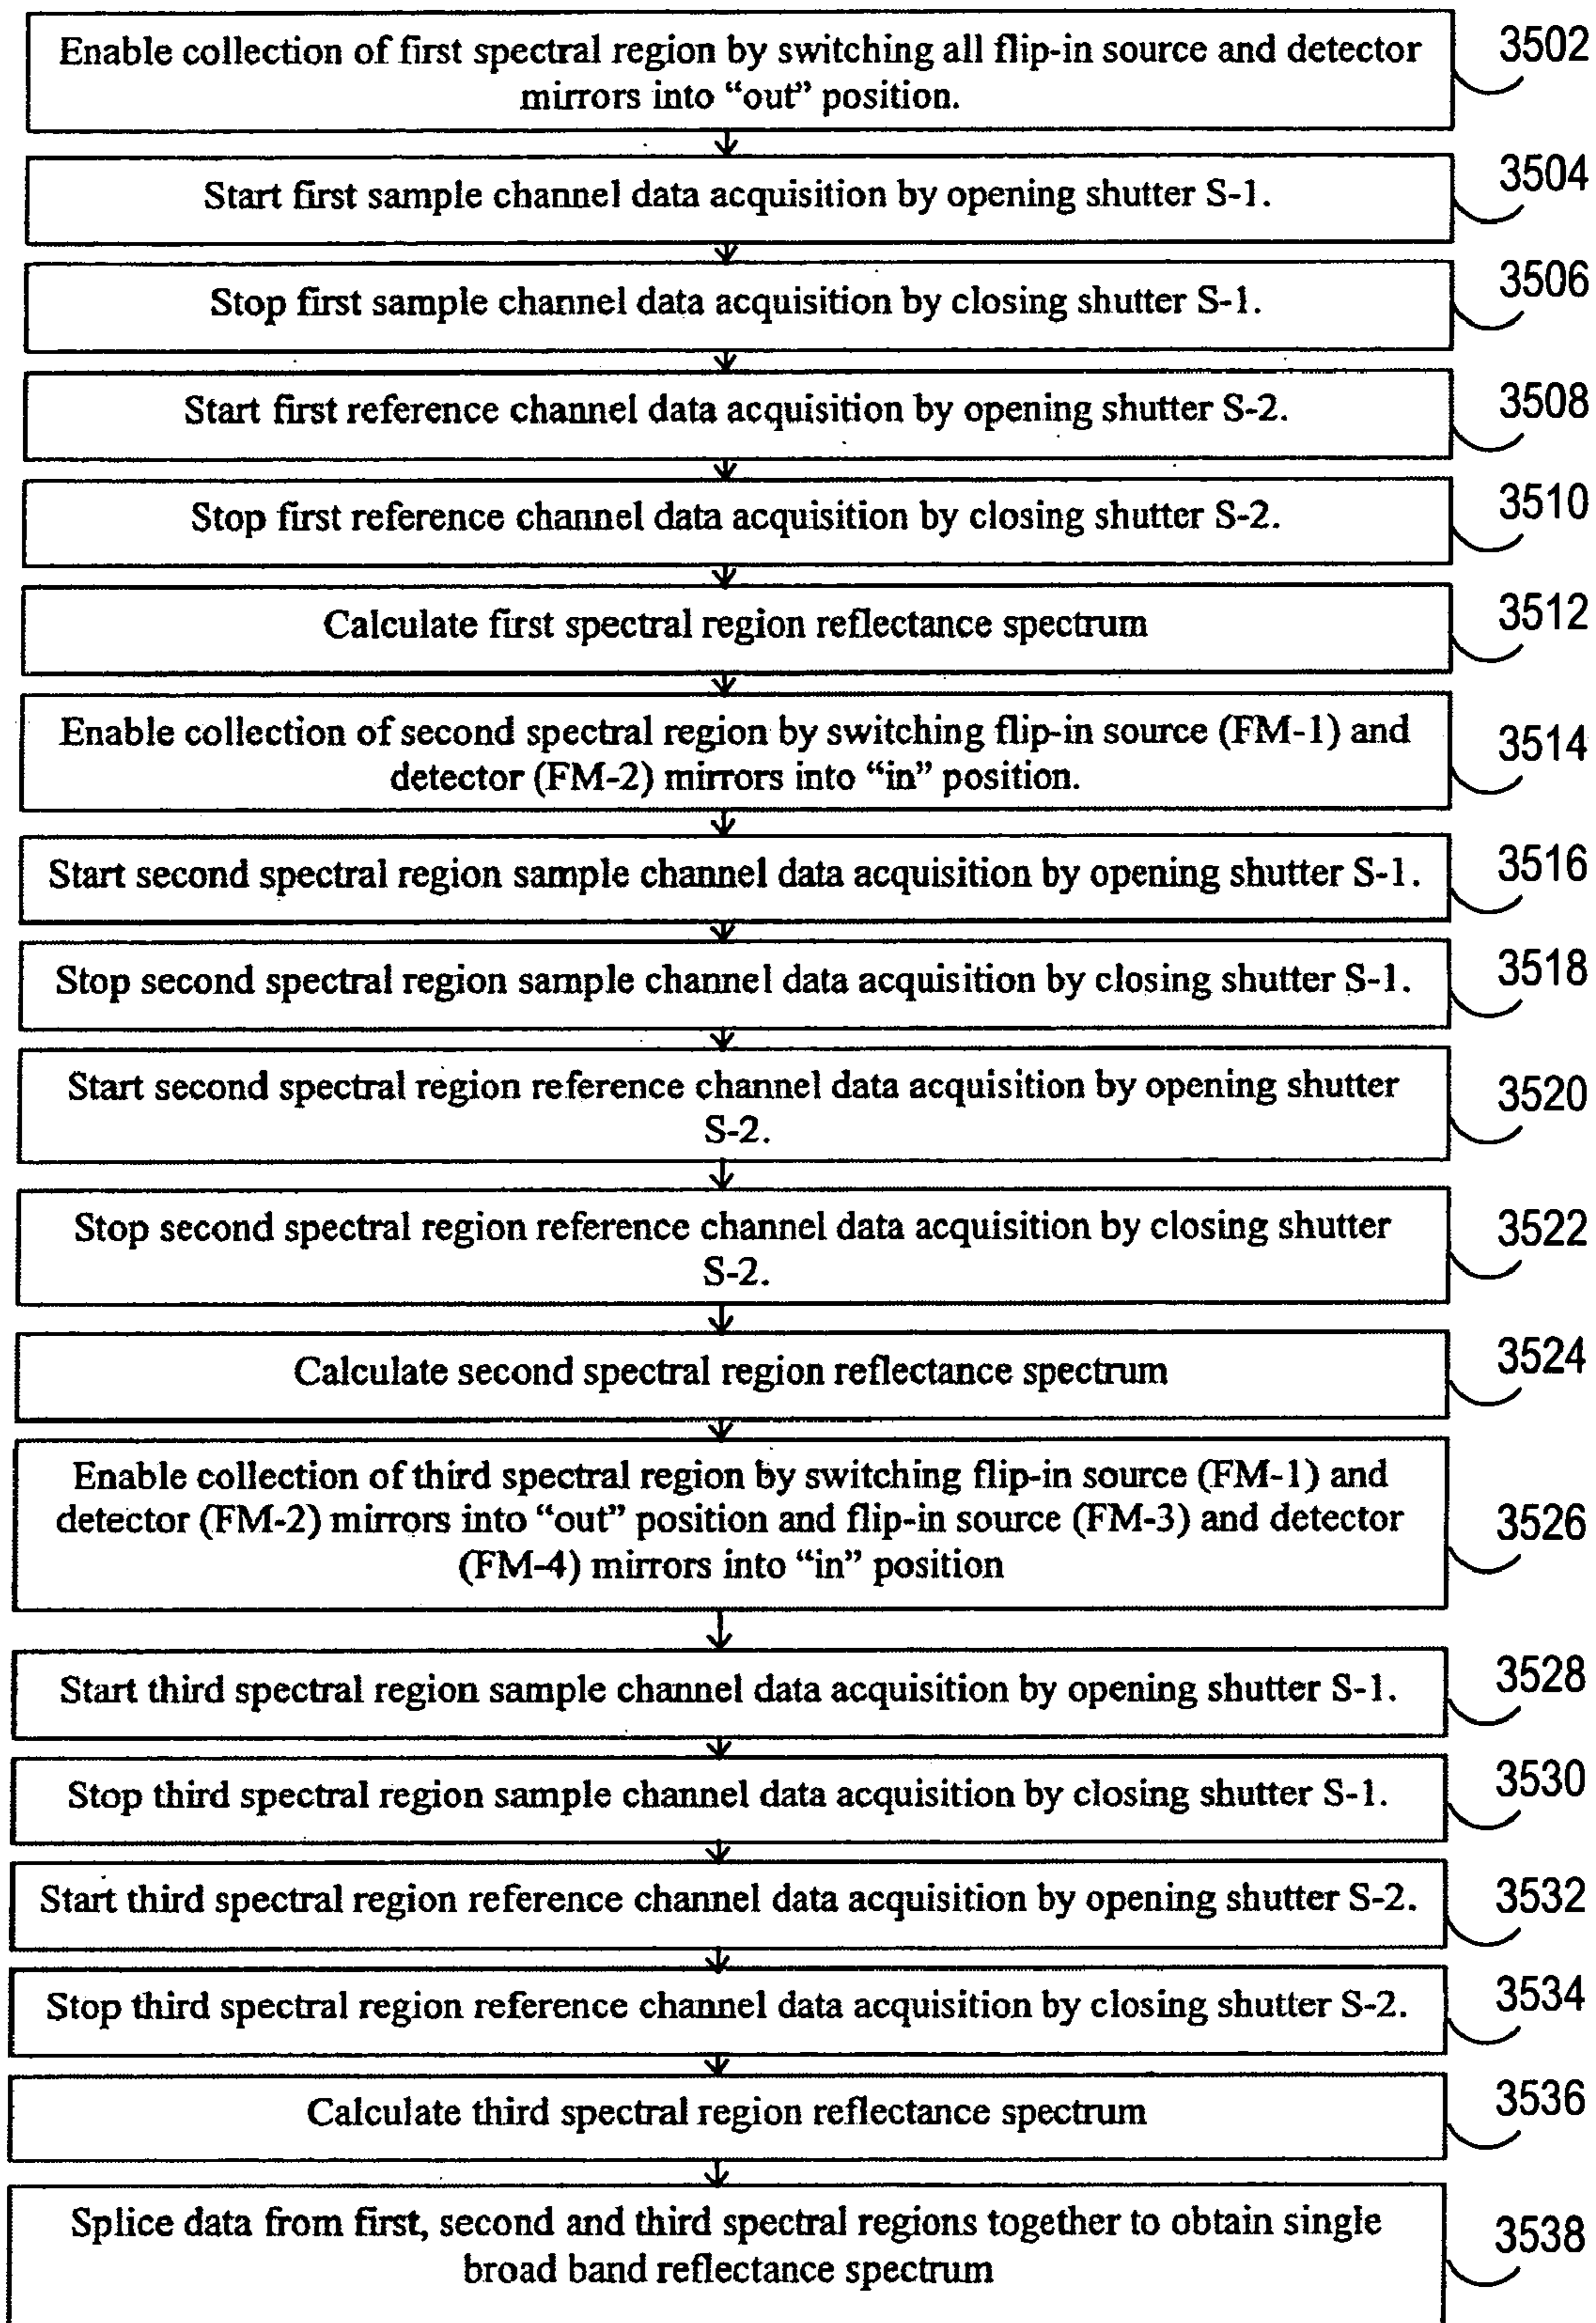 Enable collection of first spectral region by switching all flip-in source and detector
mirrors into “out” position.
3502
Start first sample channel data acquisition by opening shutter S-1.
3504
Stop first sample channel data acquisition by closing shutter S-1.
3506
Start first reference channel data acquisition by opening shutter S-2.
3508
Stop first reference channel data acquisition by closing shutter S-2.
3510
Calculate first spectral region reflectance spectrum
3512
Enable collection of second spectral region by switching flip-in source (FM-1) and
detector (FM-2) mirrors into “in” position.
3514
Start second spectral region sample channel data acquisition by opening shutter S-1.
3516
Stop second spectral region sample channel data acquisition by closing shutter S-1.
3518
Start second spectral region reference channel data acquisition by opening shutter
S-2.
3520
Stop second spectral region reference channel data acquisition by closing shutter
S-2.
3522
Calculate second spectral region reflectance spectrum
3524
Enable collection of third spectral region by switching flip-in source (FM-1) and
detector (FM-2) mirrors into “out” position and flip-in source (FM-3) and detector
(FM-4) mirrors into “in” position
3526
Start third spectral region sample channel data acquisition by opening shutter S-1.
3528
Stop third spectral region sample channel data acquisition by closing shutter S-1.
3530
Start third spectral region reference channel data acquisition by opening shutter S-2.
3532
Stop third spectral region reference channel data acquisition by closing shutter S-2.
3534
Calculate third spectral region reflectance spectrum
3536
Splice data from first, second and third spectral regions together to obtain single
broad band reflectance spectrum
3538